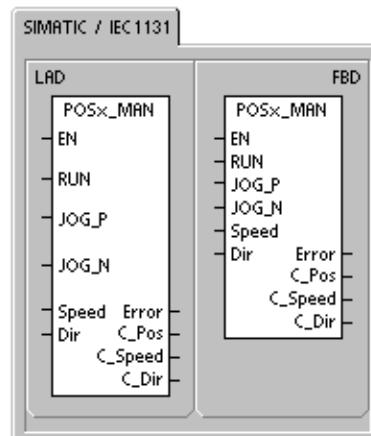 SIMATIC / IEC1131
LAD
POSx_MAN
EN
RUN
JOG_P
JOG_N
Speed Error
Dir C_Pos
C_Speed
C_Dir
FBD
POSx_MAN
EN
RUN
JOG_P
JOG_N
Speed
Dir Error
C_Pos
C_Speed
C_Dir